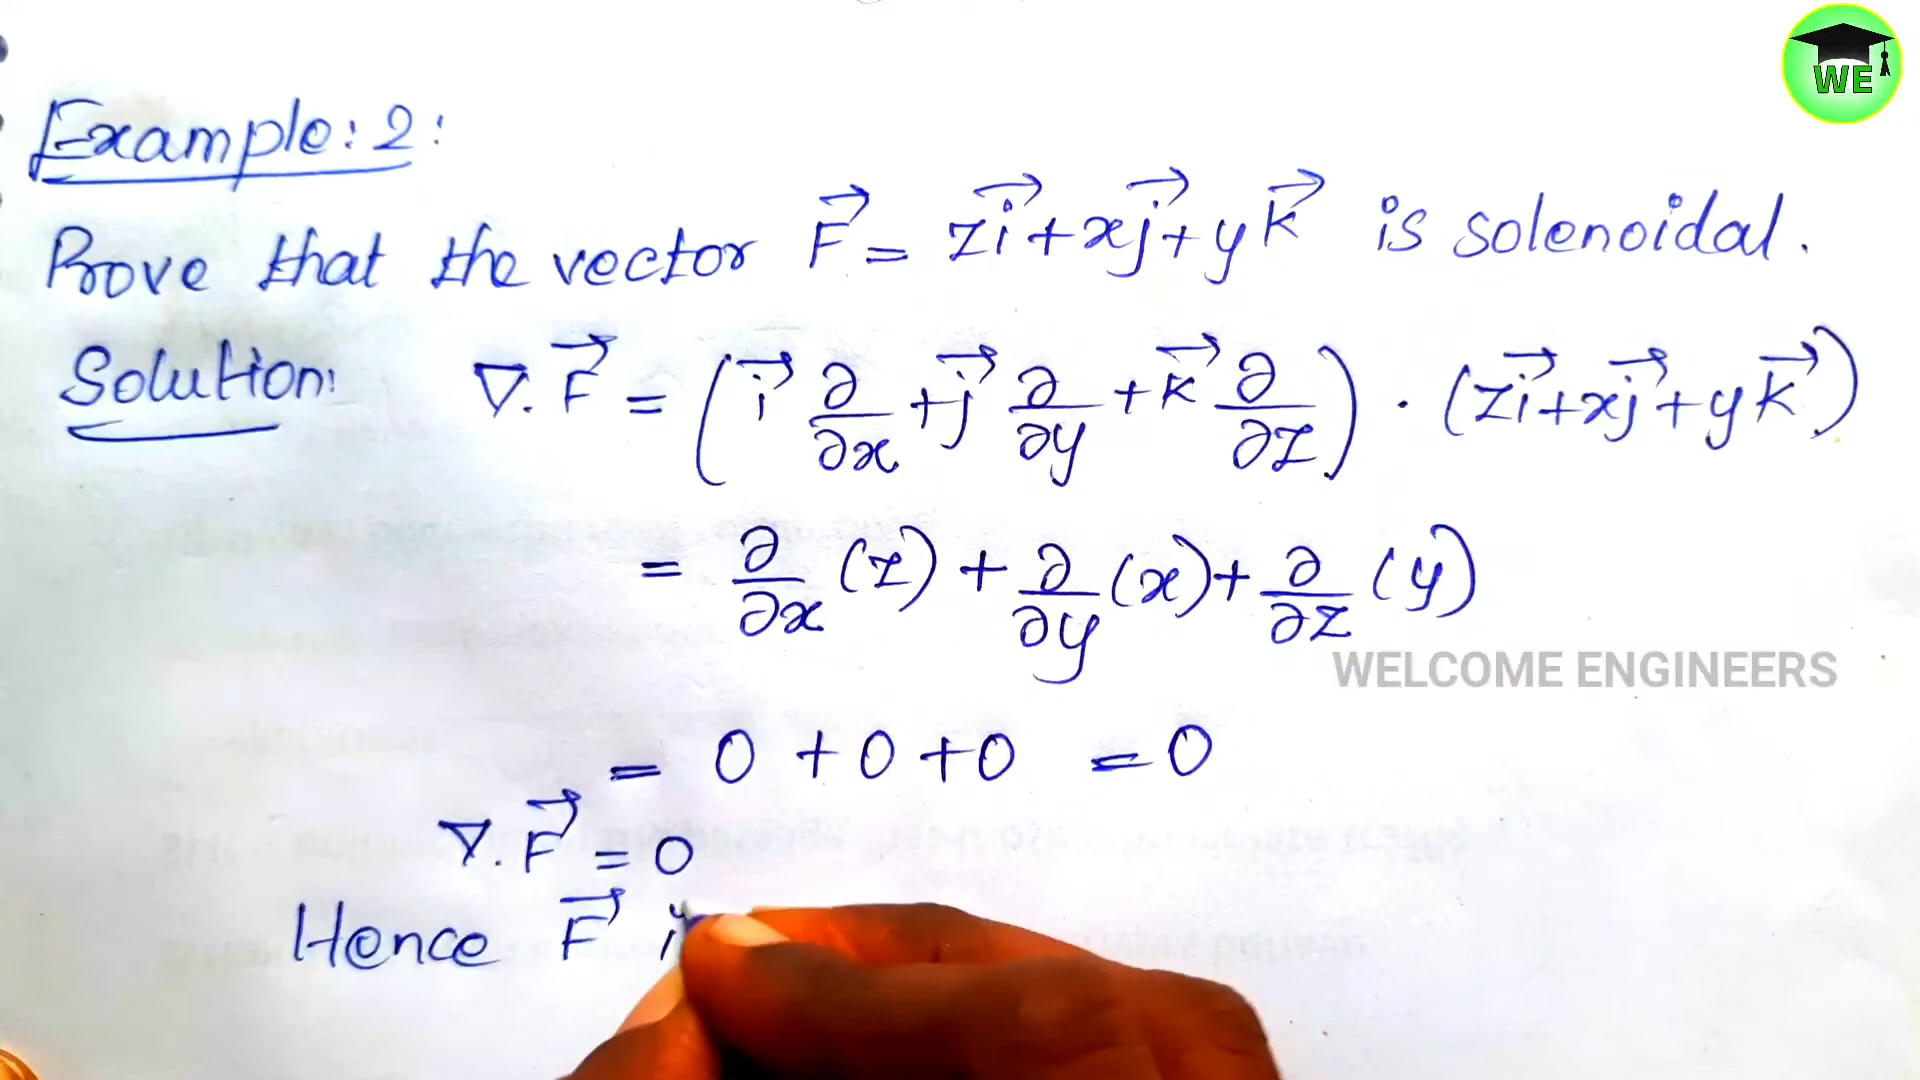 WE
Example: 2:
Prove that the vector F⃗ = zi⃗ + xj⃗ + yk⃗ is solenoidal.
Solution: ∇. F⃗ = (i⃗ ∂/∂x + j⃗ ∂/∂y + k⃗ ∂/∂z) . (zi⃗ + xj⃗ + yk⃗)
= ∂/∂x (z) + ∂/∂y (x) + ∂/∂z (y)
WELCOME ENGINEERS
= 0 + 0 + 0 = 0
∇. F⃗ = 0
Hence F⃗ i